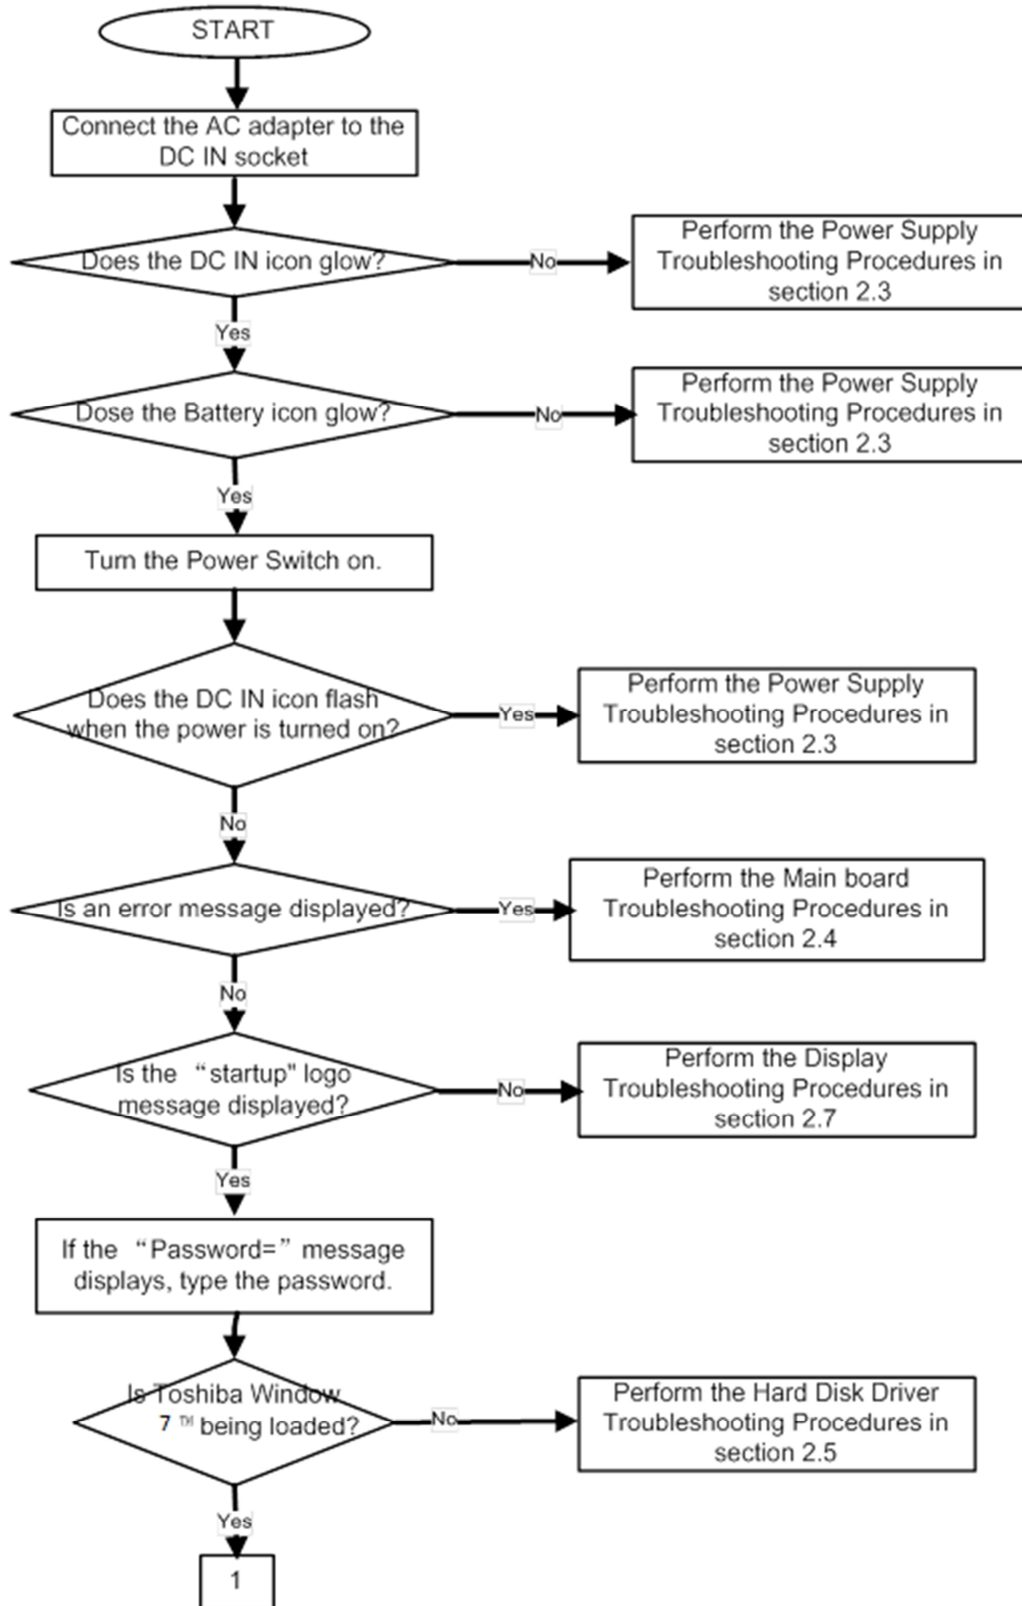 START
Connect the AC adapter to the
DC IN socket
Does the DC IN icon glow?
No
Perform the Power Supply
Troubleshooting Procedures in
section 2.3
Yes
Dose the Battery icon glow?
No
Perform the Power Supply
Troubleshooting Procedures in
section 2.3
Yes
Turn the Power Switch on.
Does the DC IN icon flash
when the power is turned on?
Yes
Perform the Power Supply
Troubleshooting Procedures in
section 2.3
No
Is an error message displayed?
Yes
Perform the Main board
Troubleshooting Procedures in
section 2.4
No
Is the “startup" logo
message displayed?
No
Perform the Display
Troubleshooting Procedures in
section 2.7
Yes
If the “Password=” message
displays, type the password.
Is Toshiba Window
7 TM being loaded?
No
Perform the Hard Disk Driver
Troubleshooting Procedures in
section 2.5
Yes
1